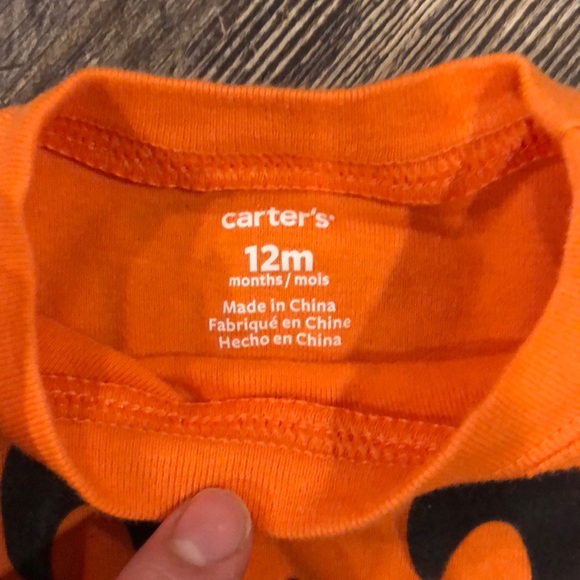 carter's
12m
months / mois
Made in China
Fabriqué en Chine
Hecho en China